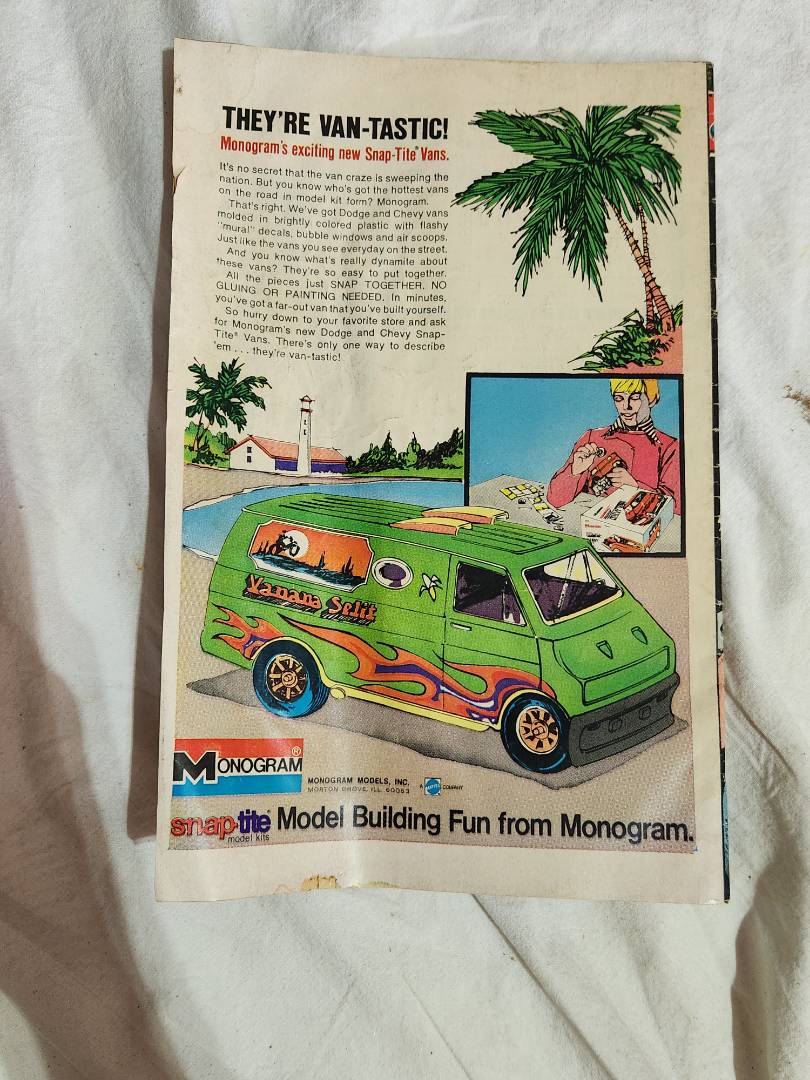 THEY'RE VAN-TASTIC!
Monogram's exciting new Snap-Tite® Vans.
It's no secret that the van craze is sweeping the
nation. But you know who's got the hottest vans
on the road in model kit form? Monogram.
That's right. We've got Dodge and Chevy vans
molded in brightly colored plastic with flashy
"mural" decals, bubble windows and air scoops.
Just like the vans you see everyday on the street.
And you know what's really dynamite about
these vans? They're so easy to put together.
All the pieces just SNAP TOGETHER. NO
GLUING OR PAINTING NEEDED. In minutes,
you've got a far-out van that you've built yourself.
So hurry down to your favorite store and ask
for Monogram's new Dodge and Chevy Snap-
Tite® Vans. There's only one way to describe
'em . . . they're van-tastic!
Vanana Split
MONOGRAM®
MONOGRAM MODELS, INC.
MORTON GROVE, ILL. 60053
A MATTEL COMPANY
snap-tite® Model Building Fun from Monogram.
model kits